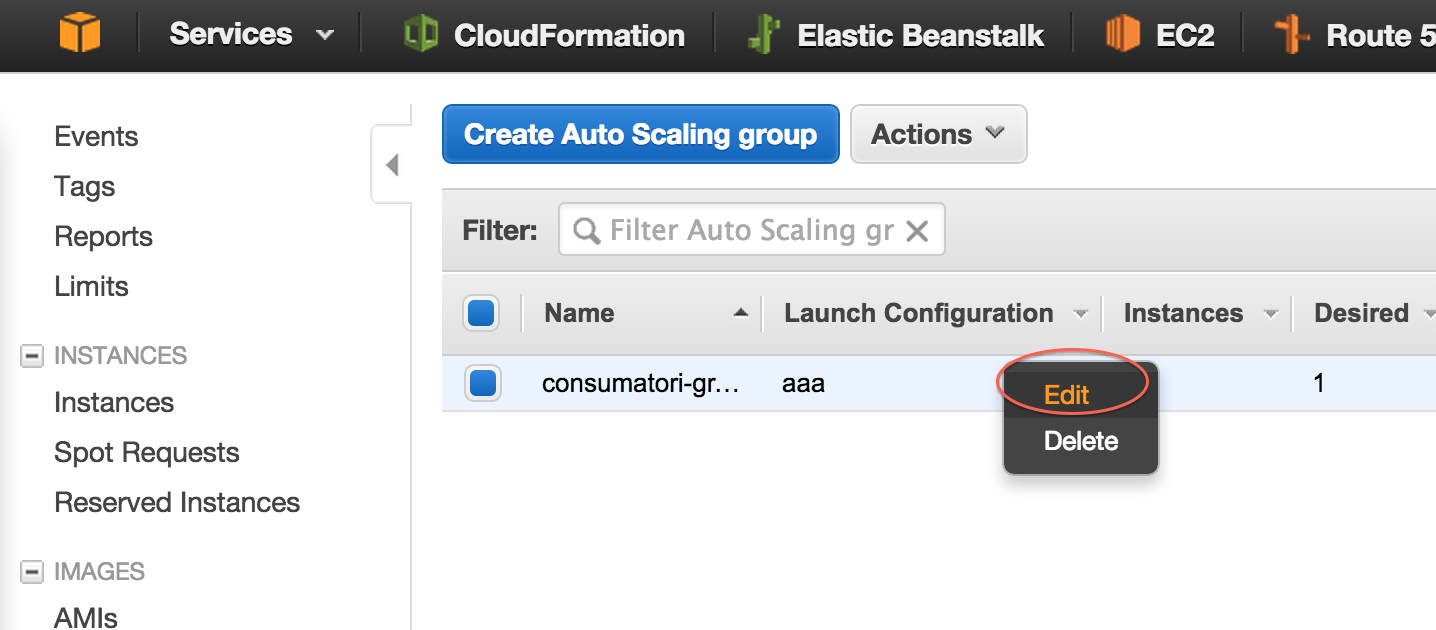 Services CloudFormation Elastic Beanstalk EC2 Route 5
Events
Tags
Reports
Limits
INSTANCES
Instances
Spot Requests
Reserved Instances
IMAGES
AMIs
Create Auto Scaling group Actions
Filter: Filter Auto Scaling gr
Name Launch Configuration Instances Desired
consumatori-gr... aaa 1
Edit
Delete